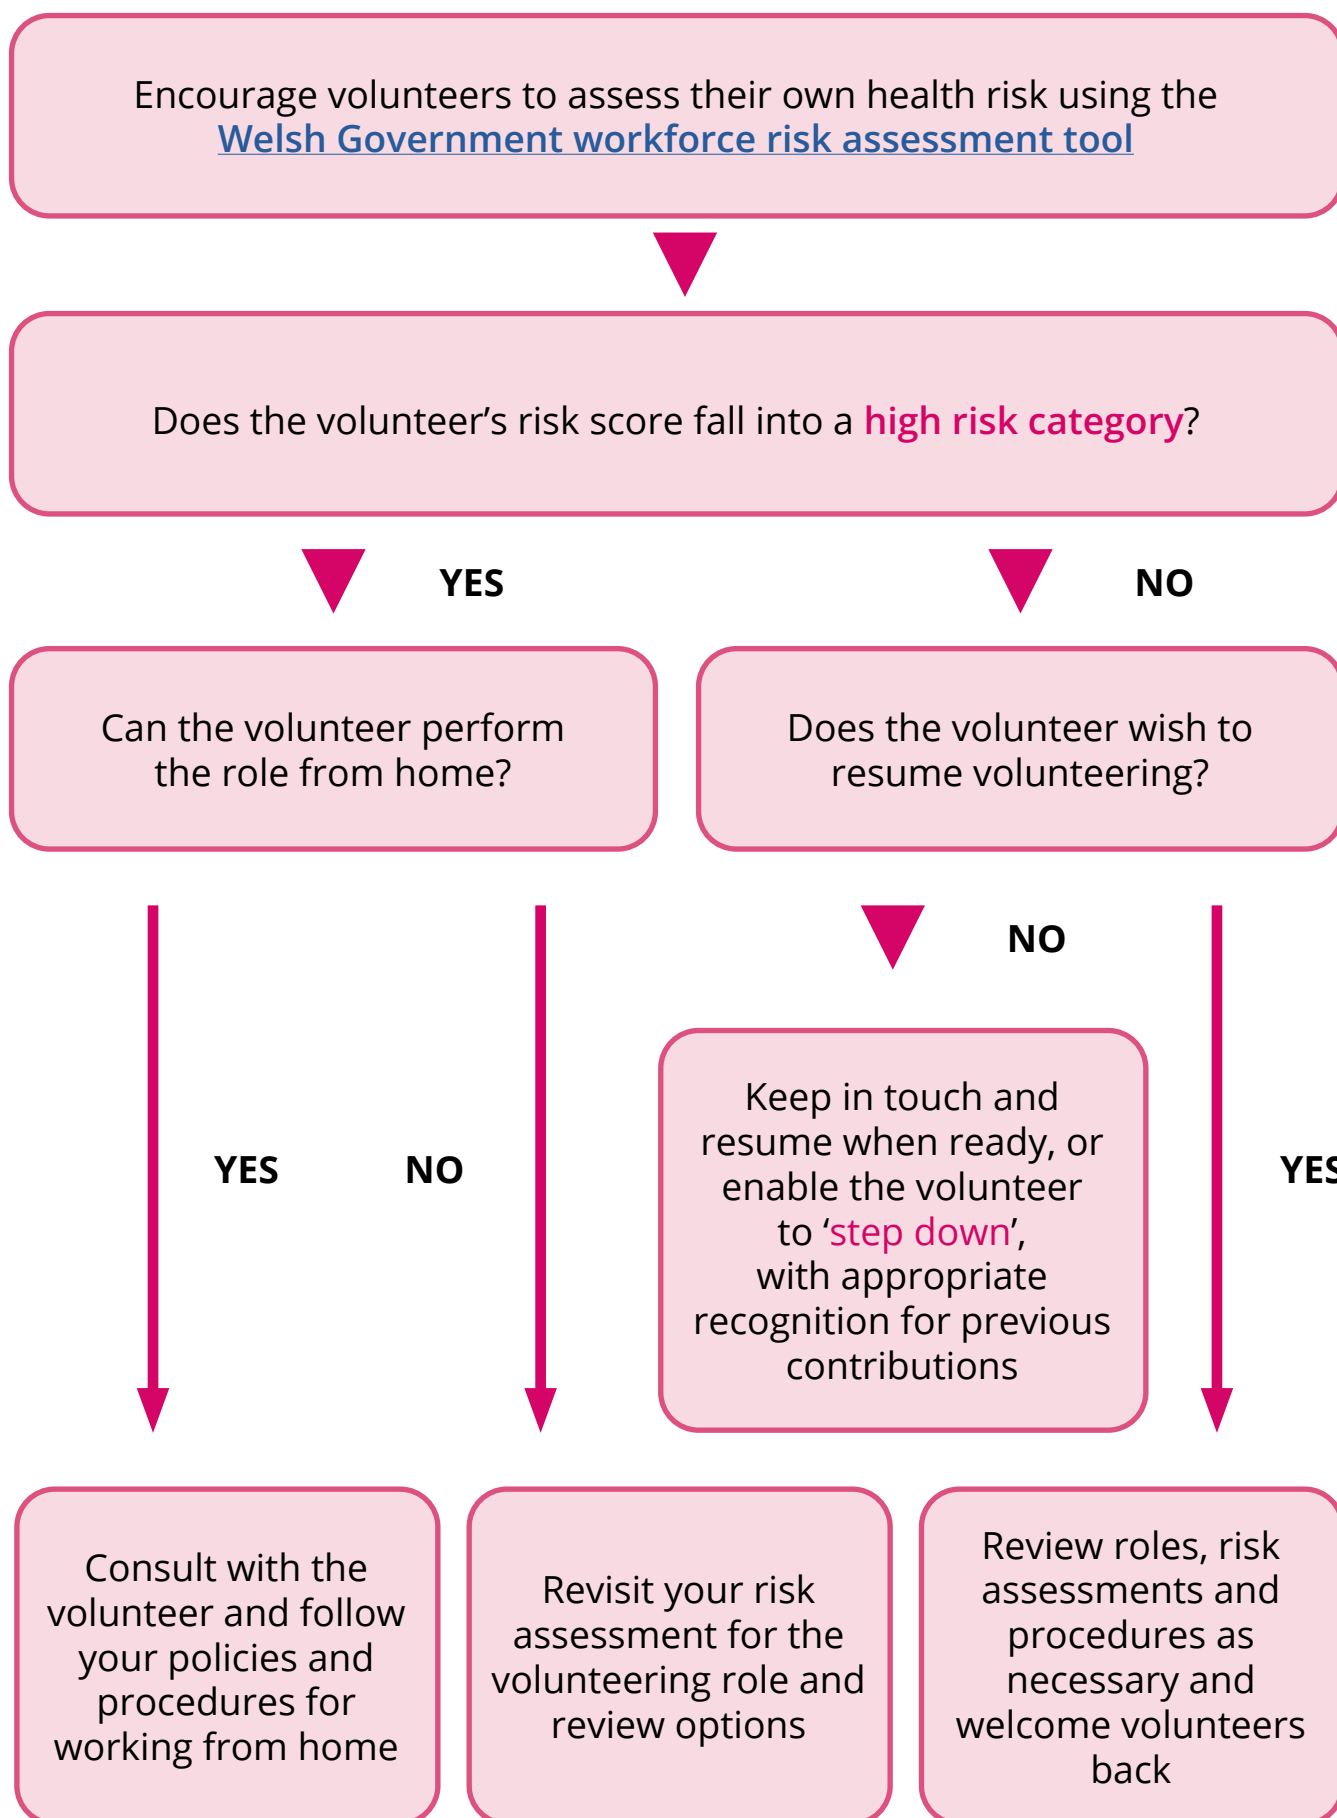 Encourage volunteers to assess their own health risk using the
Welsh Government workforce risk assessment tool
Does the volunteer’s risk score fall into a high risk category?
YES
NO
Can the volunteer perform
the role from home?
Does the volunteer wish to
resume volunteering?
NO
Keep in touch and
resume when ready, or
enable the volunteer
to ‘step down’,
with appropriate
recognition for previous
contributions
YES
NO
YES
Consult with the
volunteer and follow
your policies and
procedures for
working from home
Revisit your risk
assessment for the
volunteering role and
review options
Review roles, risk
assessments and
procedures as
necessary and
welcome volunteers
back